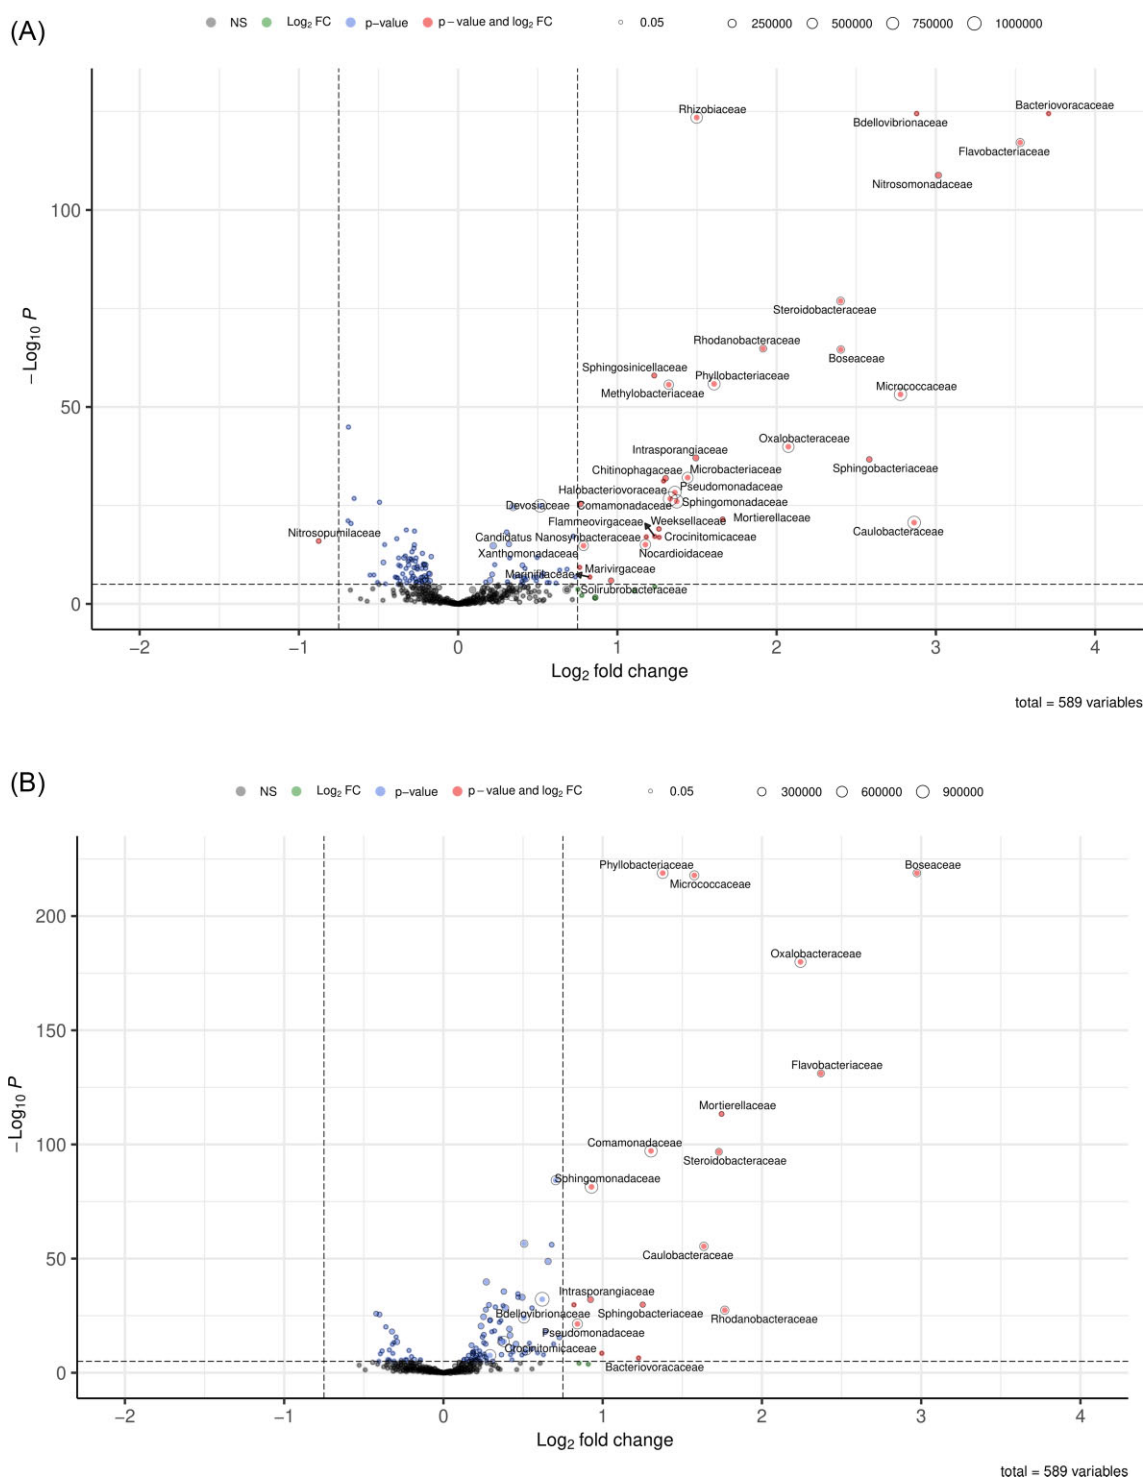 (A)
NS Log2 FC p-value p − value and log2 FC 0.05 250000 500000 750000 1000000
Rhizobiaceae
Bacteriovoracaceae
Bdellovibrionaceae
Flavobacteriaceae
Nitrosomonadaceae
100
Steroidobacteraceae
Rhodanobacteraceae
Boseaceae
Sphingosinicellaceae
Phyllobacteriaceae
Methylobacteriaceae
Micrococcaceae
50
Oxalobacteraceae
Intrasporangiaceae
Sphingobacteriaceae
Chitinophagaceae Microbacteriaceae
Halobacteriovoraceae Pseudomonadaceae
Devosiaceae Comamonadaceae Sphingomonadaceae
Flammeovirgaceae Weeksellaceae Mortierellaceae
Nitrosopumilaceae
Caulobacteraceae
Candidatus Nanosynbacteraceae Crocinitomicaceae
Xanthomonadaceae Nocardioidaceae
Marinifilaceae Marivirgaceae
Solirubrobacteraceae
0
−Log10 P
−2 −1 0 1 2 3 4
Log2 fold change
total = 589 variables
(B)
NS Log2 FC p−value p − value and log2 FC 0.05 300000 600000 900000
Phyllobacteriaceae Boseaceae
Micrococcaceae
200
Oxalobacteraceae
150
Flavobacteriaceae
Mortierellaceae
100
Comamonadaceae
Steroidobacteraceae
Sphingomonadaceae
50
Caulobacteraceae
Intrasporangiaceae
Bdellovibrionaceae Sphingobacteriaceae
Rhodanobacteraceae
Pseudomonadaceae
Crocinitomicaceae
Bacteriovoracaceae
0
−Log10 P
−2 −1 0 1 2 3 4
Log2 fold change
total = 589 variables